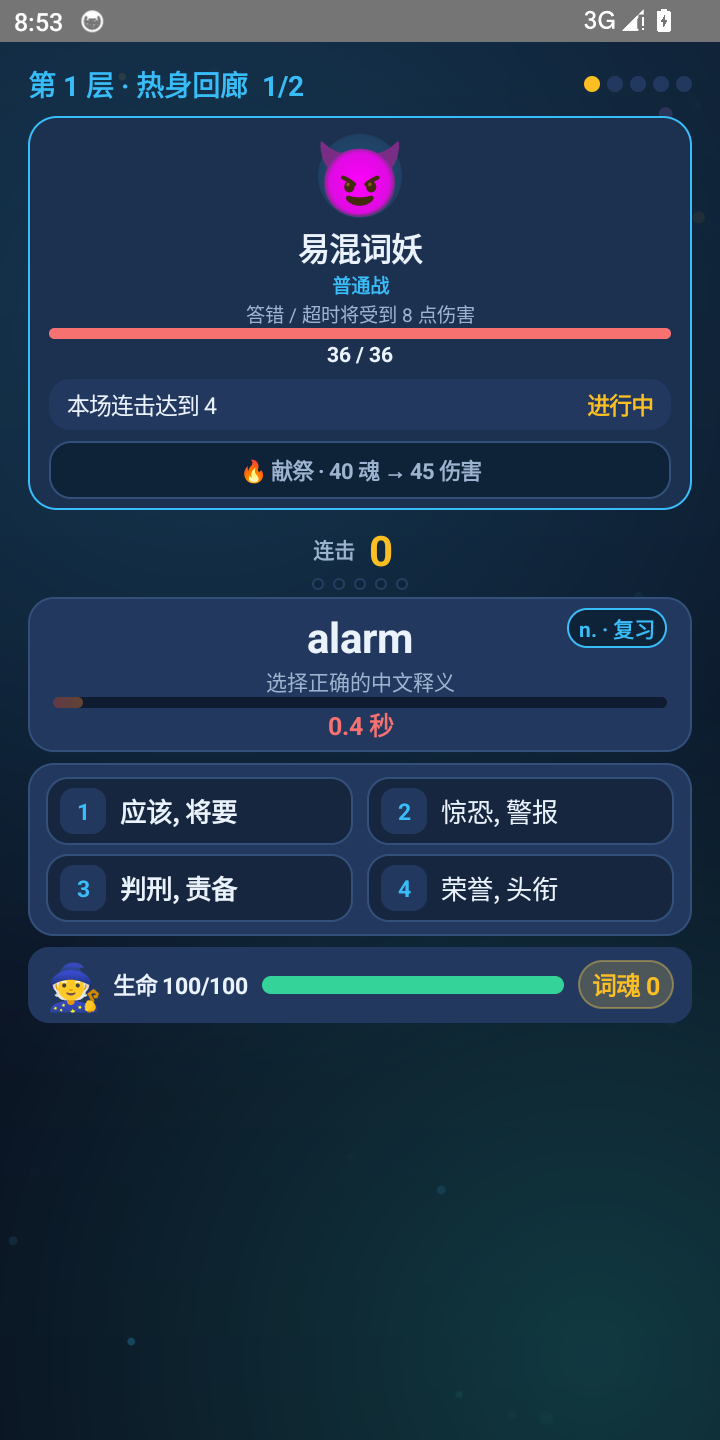 8:53
3G
第 1 层 · 热身回廊 1/2
易混词妖
普通战
答错 / 超时将受到 8 点伤害
36 / 36
本场连击达到 4
进行中
🔥 献祭 · 40 魂 → 45 伤害
连击 0
alarm
n. · 复习
选择正确的中文释义
0.4 秒
1 应该, 将要
2 惊恐, 警报
3 判刑, 责备
4 荣誉, 头衔
生命 100/100
词魂 0